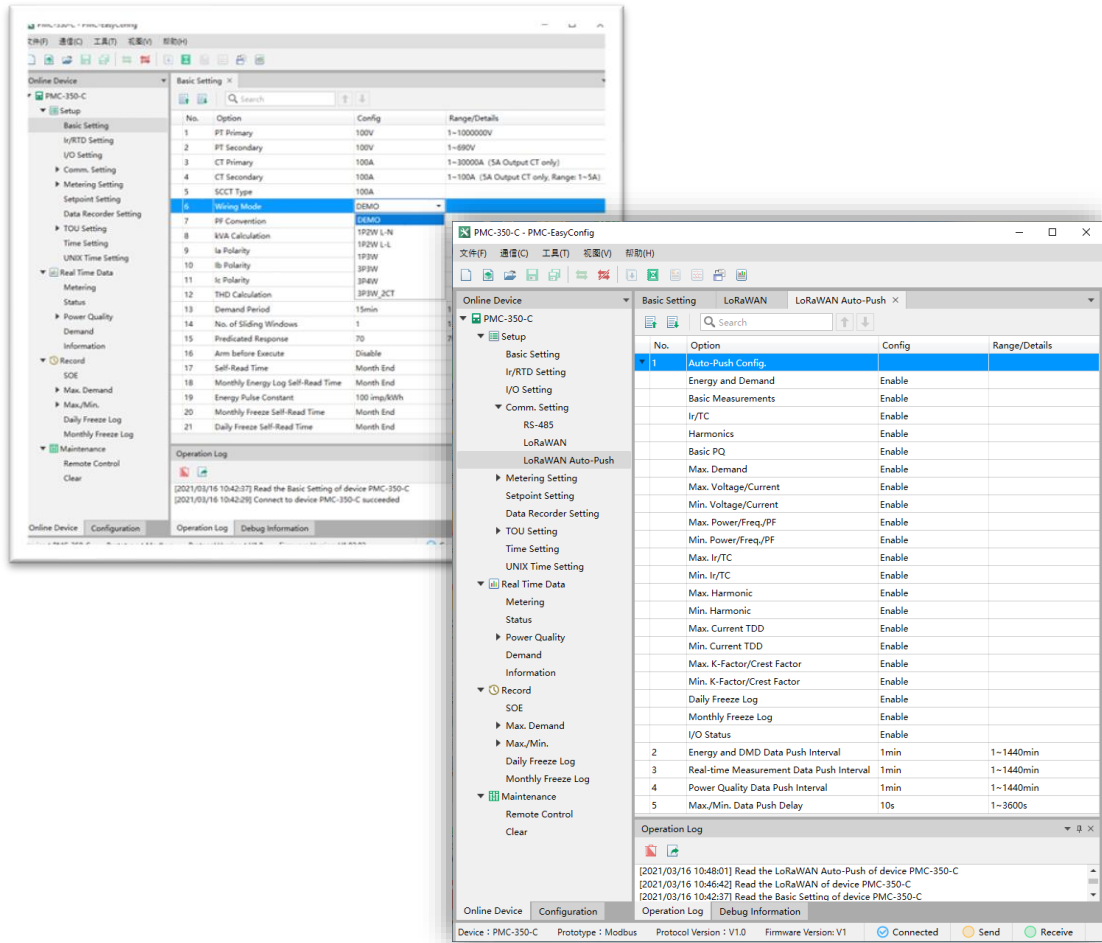 PMC-350-C - PMC-EasyConfig
文件(F) 通信(C) 工具(T) 视图(V) 帮助(H)
Online Device
PMC-350-C
Setup
Basic Setting
Ir/RTD Setting
I/O Setting
Comm. Setting
Metering Setting
Setpoint Setting
Data Recorder Setting
TOU Setting
Time Setting
UNIX Time Setting
Real Time Data
Metering
Status
Power Quality
Demand
Information
Record
SOE
Max. Demand
Max./Min.
Daily Freeze Log
Monthly Freeze Log
Maintenance
Remote Control
Clear
Online Device Configuration
Basic Setting ×
Search
No. Option Config Range/Details
1 PT Primary 100V 1~1000000V
2 PT Secondary 100V 1~690V
3 CT Primary 100A 1~30000A (5A Output CT only)
4 CT Secondary 100A 1~100A (5A Output CT only, Range: 1~5A)
5 SCCT Type 100A
6 Wiring Mode DEMO
7 PF Convention DEMO
8 kVA Calculation 1P2W L-N
1P2W L-L
9 Ia Polarity 1P3W
10 Ib Polarity 3P3W
11 Ic Polarity 3P4W
12 THD Calculation 3P3W_2CT
13 Demand Period 15min
14 No. of Sliding Windows 1
15 Predicated Response 70
16 Arm before Execute Disable
17 Self-Read Time Month End
18 Monthly Energy Log Self-Read Time Month End
19 Energy Pulse Constant 100 imp/kWh
20 Monthly Freeze Self-Read Time Month End
21 Daily Freeze Self-Read Time Month End
Operation Log
[2021/03/16 10:42:37] Read the Basic Setting of device PMC-350-C
[2021/03/16 10:42:29] Connect to device PMC-350-C succeeded
Operation Log Debug Information
PMC-350-C - PMC-EasyConfig
文件(F) 通信(C) 工具(T) 视图(V) 帮助(H)
Online Device
PMC-350-C
Setup
Basic Setting
Ir/RTD Setting
I/O Setting
Comm. Setting
RS-485
LoRaWAN
LoRaWAN Auto-Push
Metering Setting
Setpoint Setting
Data Recorder Setting
TOU Setting
Time Setting
UNIX Time Setting
Real Time Data
Metering
Status
Power Quality
Demand
Information
Record
SOE
Max. Demand
Max./Min.
Daily Freeze Log
Monthly Freeze Log
Maintenance
Remote Control
Clear
Online Device Configuration
Basic Setting LoRaWAN LoRaWAN Auto-Push ×
Search
No. Option Config Range/Details
1 Auto-Push Config.
Energy and Demand Enable
Basic Measurements Enable
Ir/TC Enable
Harmonics Enable
Basic PQ Enable
Max. Demand Enable
Max. Voltage/Current Enable
Min. Voltage/Current Enable
Max. Power/Freq./PF Enable
Min. Power/Freq./PF Enable
Max. Ir/TC Enable
Min. Ir/TC Enable
Max. Harmonic Enable
Min. Harmonic Enable
Max. Current TDD Enable
Min. Current TDD Enable
Max. K-Factor/Crest Factor Enable
Min. K-Factor/Crest Factor Enable
Daily Freeze Log Enable
Monthly Freeze Log Enable
I/O Status Enable
2 Energy and DMD Data Push Interval 1min 1~1440min
3 Real-time Measurement Data Push Interval 1min 1~1440min
4 Power Quality Data Push Interval 1min 1~1440min
5 Max./Min. Data Push Delay 10s 1~3600s
Operation Log
[2021/03/16 10:48:01] Read the LoRaWAN Auto-Push of device PMC-350-C
[2021/03/16 10:46:42] Read the LoRaWAN of device PMC-350-C
[2021/03/16 10:42:37] Read the Basic Setting of device PMC-350-C
Operation Log Debug Information
Device：PMC-350-C Prototype：Modbus Protocol Version：V1.0 Firmware Version: V1 Connected Send Receive